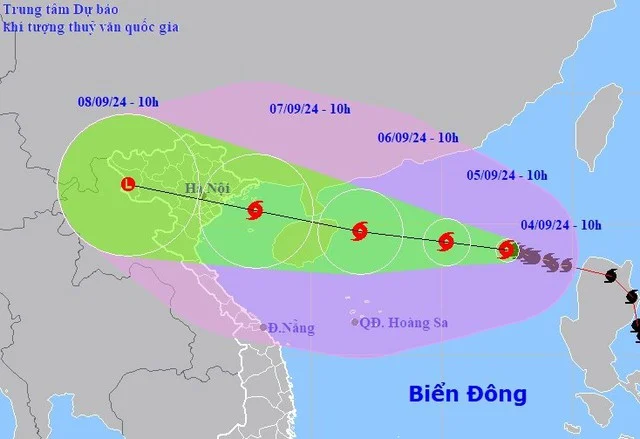 Trung tâm Dự báo
khí tượng thuỷ văn quốc gia
08/09/24 - 10h
07/09/24 - 10h
06/09/24 - 10h
05/09/24 - 10h
04/09/24 - 10h
L
Hà Nội
Đ.Nẵng
QĐ. Hoàng Sa
Biển Đông